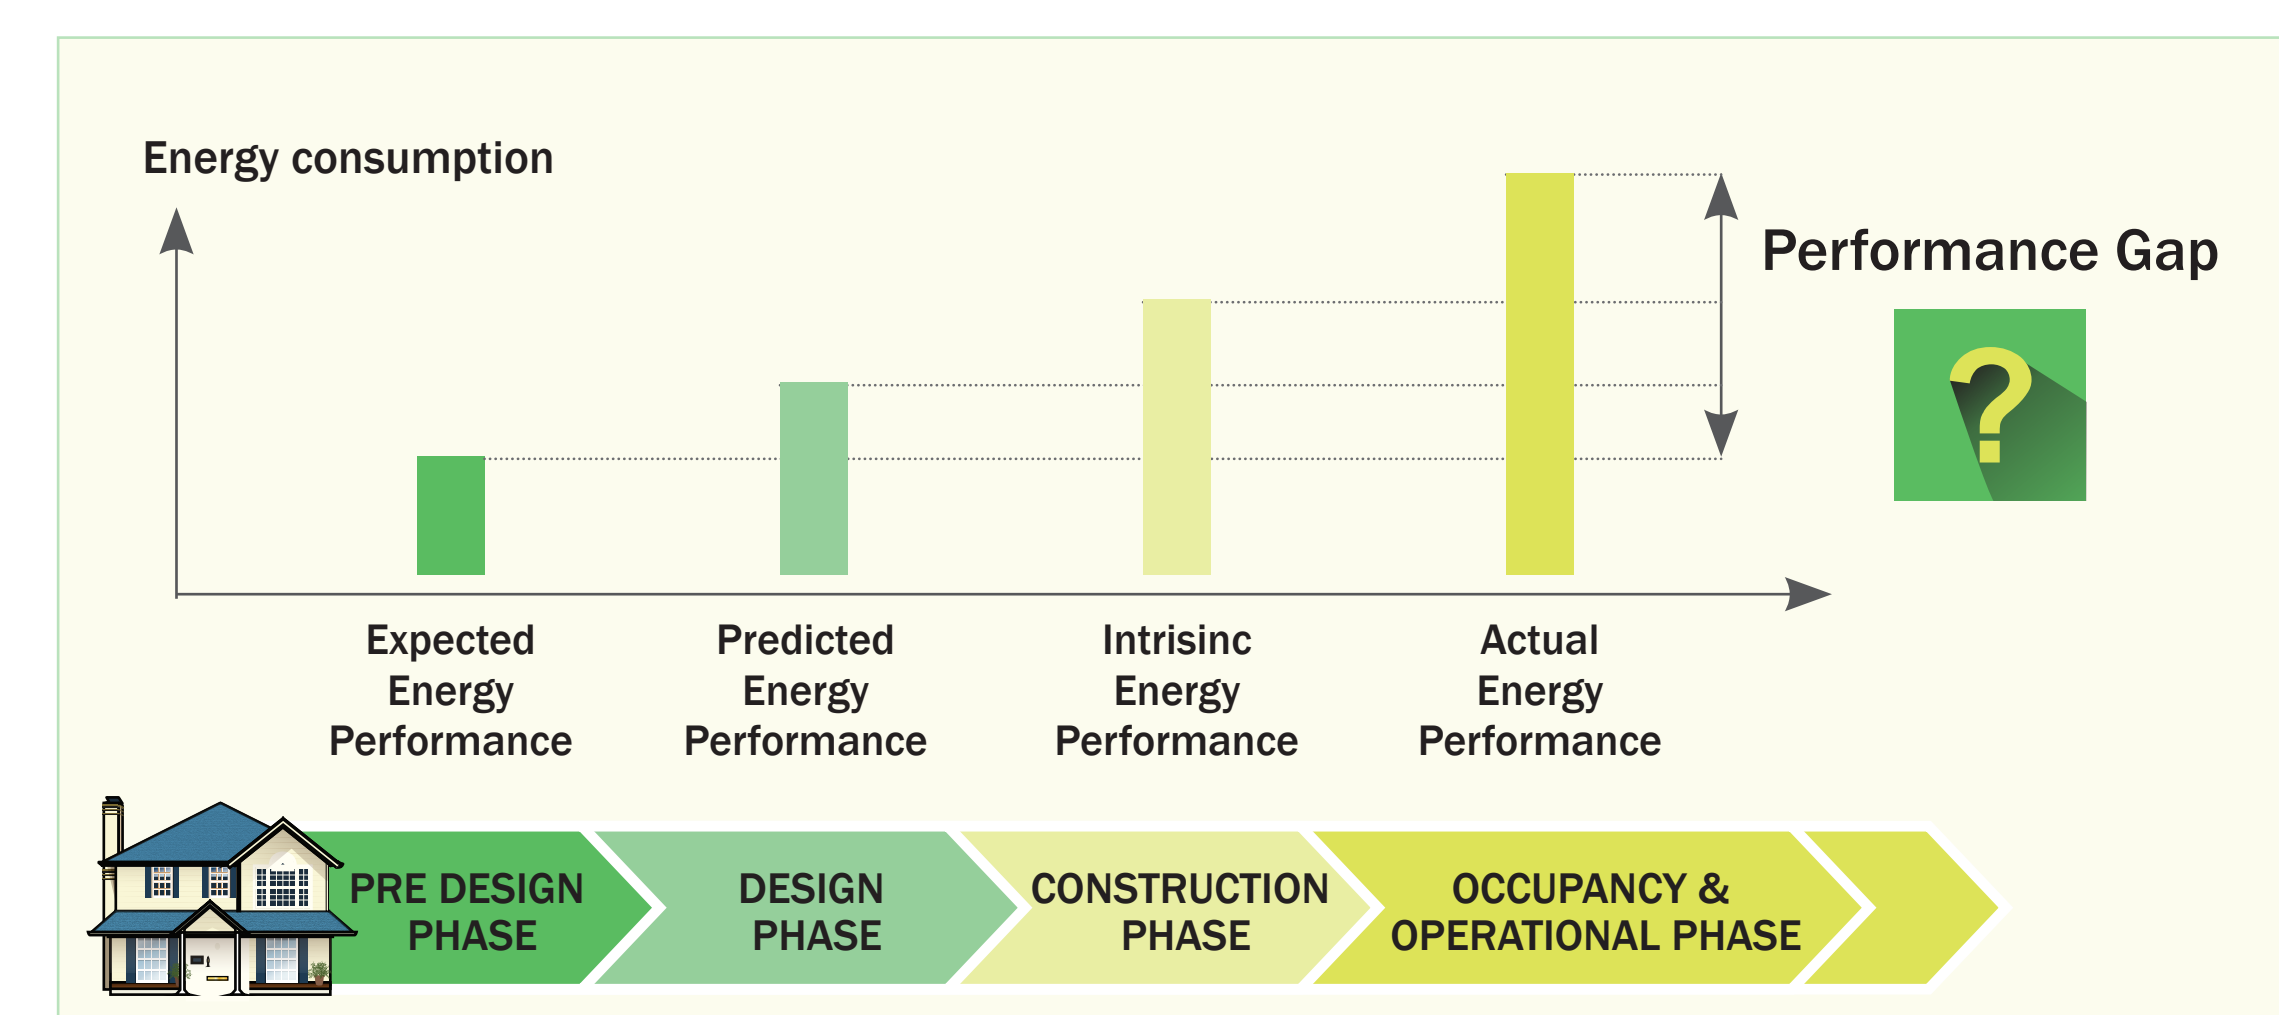 Energy consumption
Performance Gap
?
Expected
Energy
Performance
Predicted
Energy
Performance
Intrisinc
Energy
Performance
Actual
Energy
Performance
PRE DESIGN
PHASE
DESIGN
PHASE
CONSTRUCTION
PHASE
OCCUPANCY &
OPERATIONAL PHASE